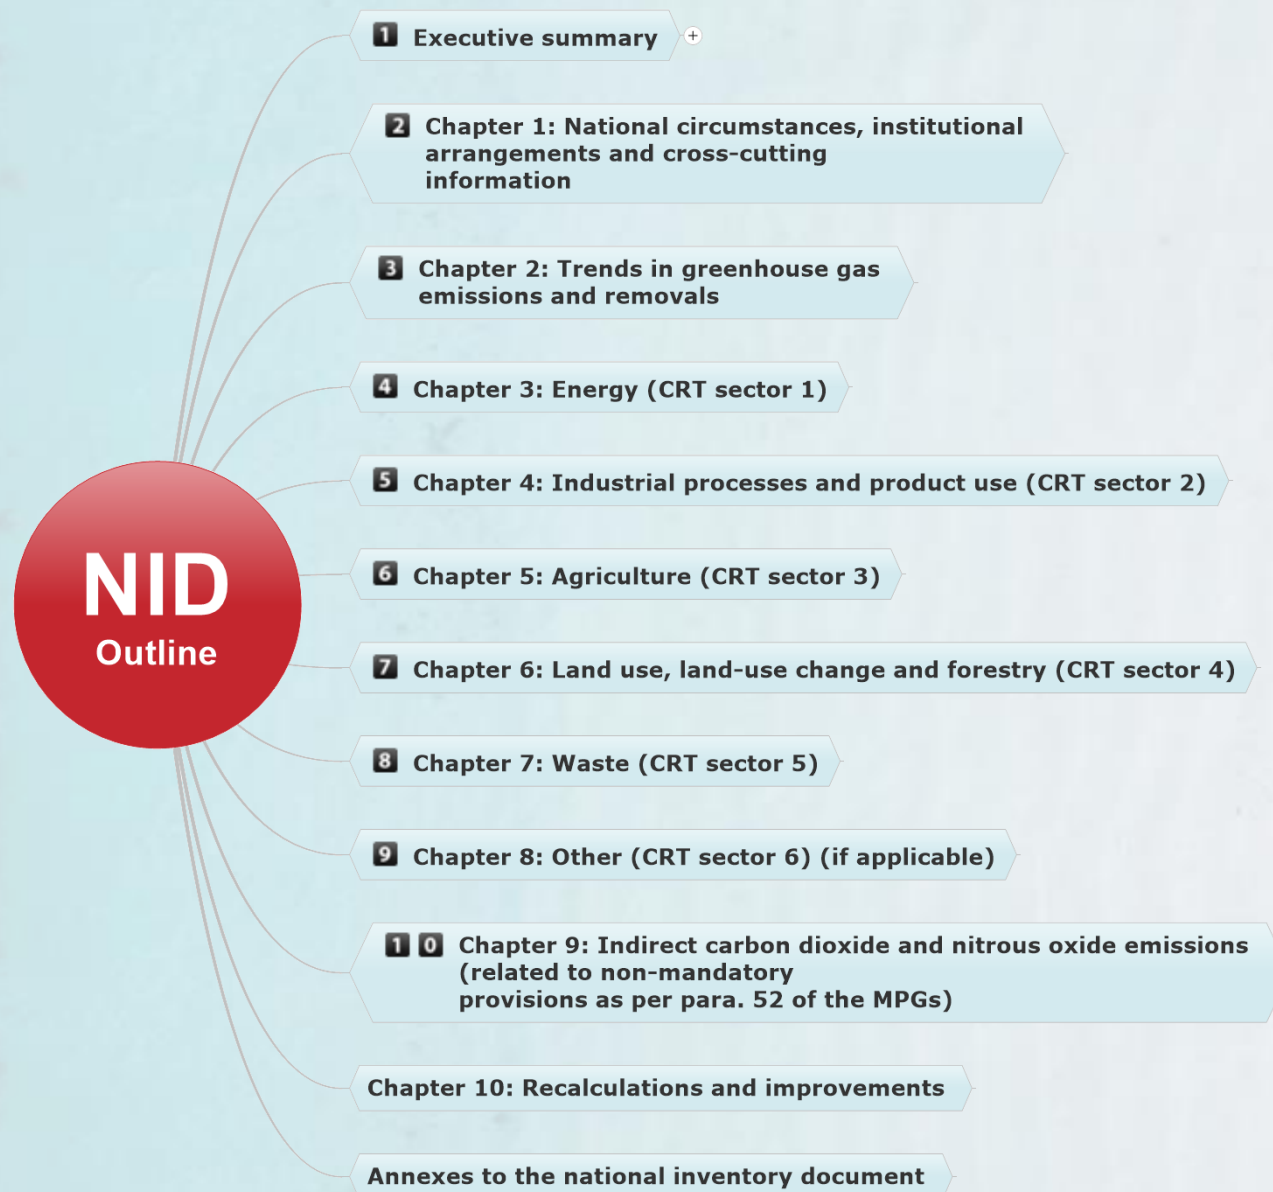 1 Executive summary
2 Chapter 1: National circumstances, institutional
arrangements and cross-cutting
information
3 Chapter 2: Trends in greenhouse gas
emissions and removals
4 Chapter 3: Energy (CRT sector 1)
5 Chapter 4: Industrial processes and product use (CRT sector 2)
6 Chapter 5: Agriculture (CRT sector 3)
NID
Outline
7 Chapter 6: Land use, land-use change and forestry (CRT sector 4)
8 Chapter 7: Waste (CRT sector 5)
9 Chapter 8: Other (CRT sector 6) (if applicable)
1 0 Chapter 9: Indirect carbon dioxide and nitrous oxide emissions
(related to non-mandatory
provisions as per para. 52 of the MPGs)
Chapter 10: Recalculations and improvements
Annexes to the national inventory document